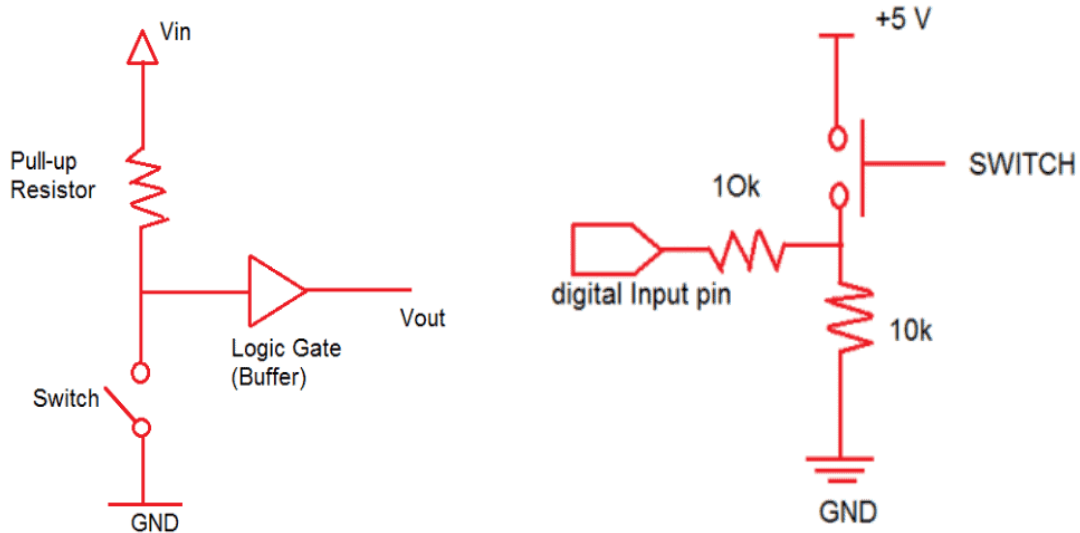 Vin
Pull-up
Resistor
Vout
Logic Gate
(Buffer)
Switch
GND
+5 V
SWITCH
1Ok
digital Input pin
10k
GND